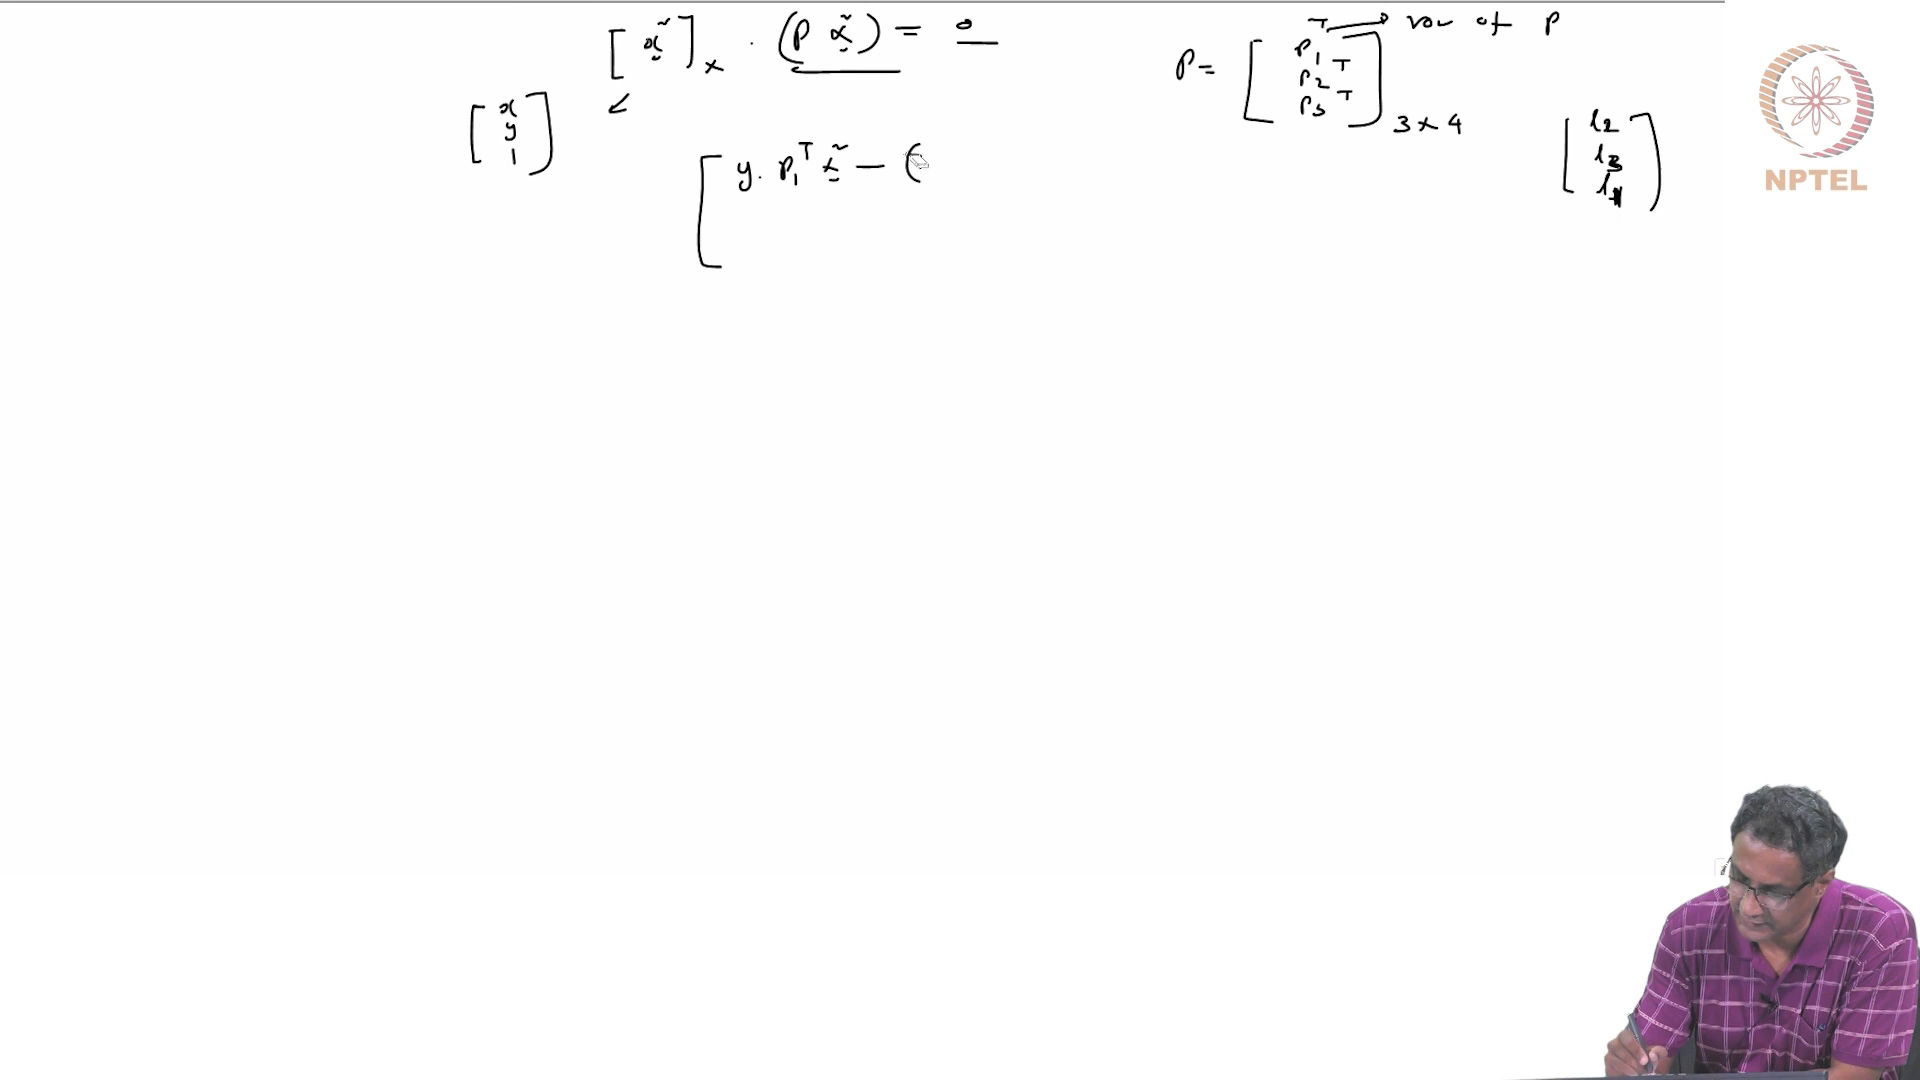 [ x̃ ]ₓ · (P α̃) = 0
P = [ P₁ᵀ P₂ᵀ P₃ᵀ ] 3×4 → row of P
[ x y 1 ]
[ y · P₁ᵀ x̃ − (
NPTEL